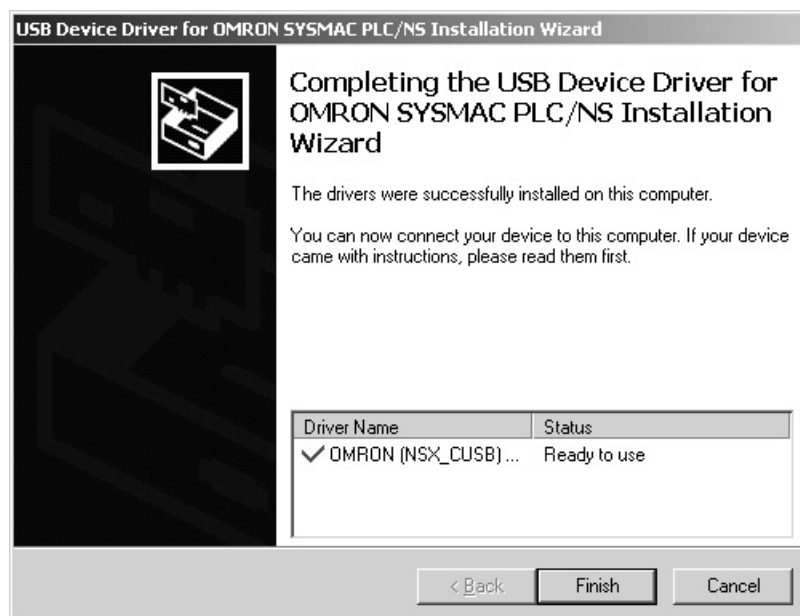 USB Device Driver for OMRON SYSMAC PLC/NS Installation Wizard
Completing the USB Device Driver for
OMRON SYSMAC PLC/NS Installation
Wizard
The drivers were successfully installed on this computer.
You can now connect your device to this computer. If your device
came with instructions, please read them first.
Driver Name Status
OMRON (NSX_CUSB) ... Ready to use
< Back Finish Cancel